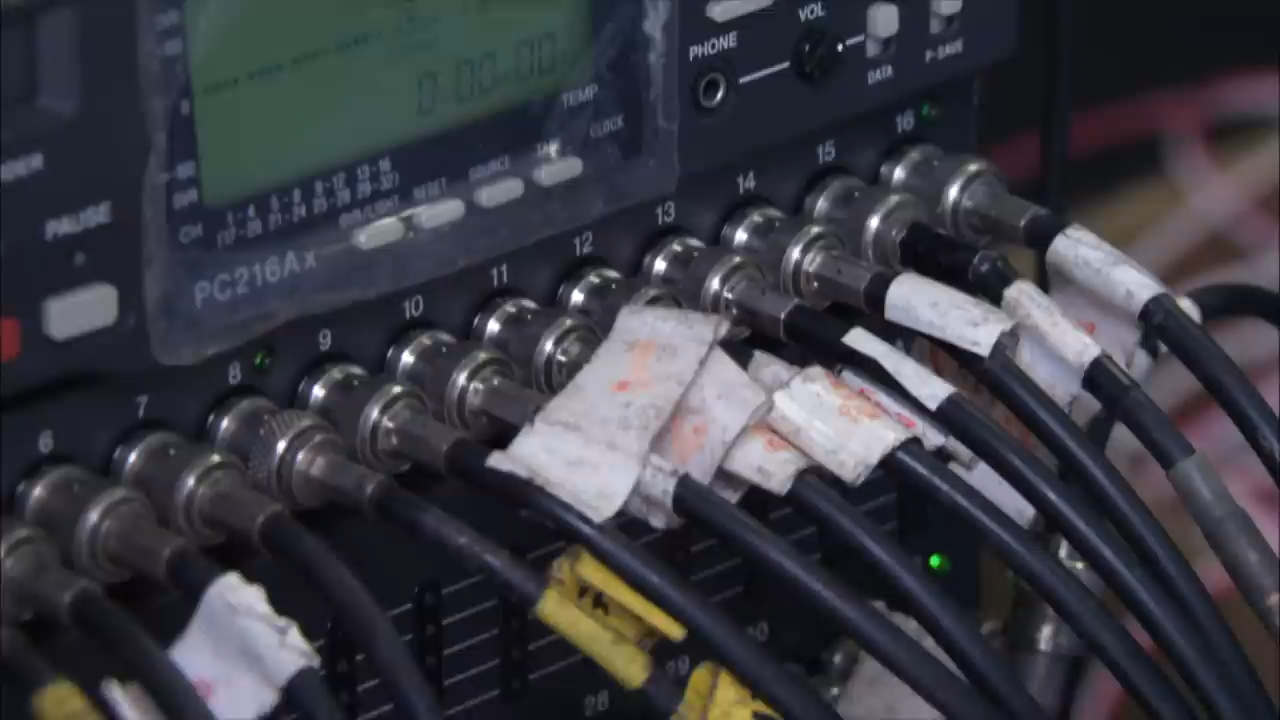 VOL
PHONE
DATA
P-SAVE
0:00 00
TEMP
CLOCK
SOURCE
RESET
CH
1-4 5-8 9-12 13-16
(17-20 21-24 25-28 29-32)
PAUSE
PC216Ax
16
15
14
13
12
11
10
9
8
7
6
30
29
28